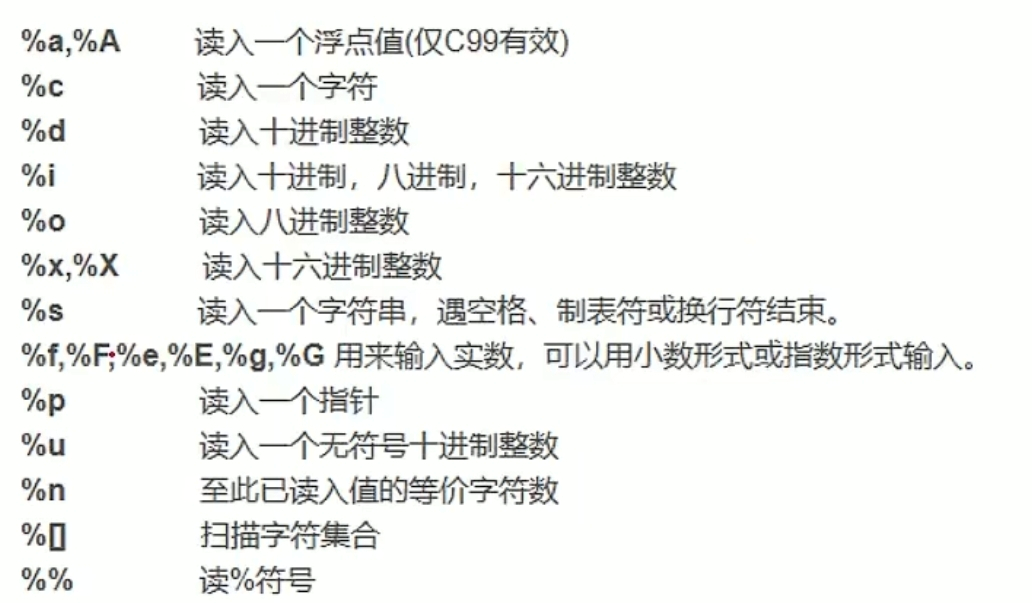 %a,%A 读入一个浮点值(仅C99有效)
%c 读入一个字符
%d 读入十进制整数
%i 读入十进制，八进制，十六进制整数
%o 读入八进制整数
%x,%X 读入十六进制整数
%s 读入一个字符串，遇空格、制表符或换行符结束。
%f,%F,%e,%E,%g,%G 用来输入实数，可以用小数形式或指数形式输入。
%p 读入一个指针
%u 读入一个无符号十进制整数
%n 至此已读入值的等价字符数
%[] 扫描字符集合
%% 读%符号